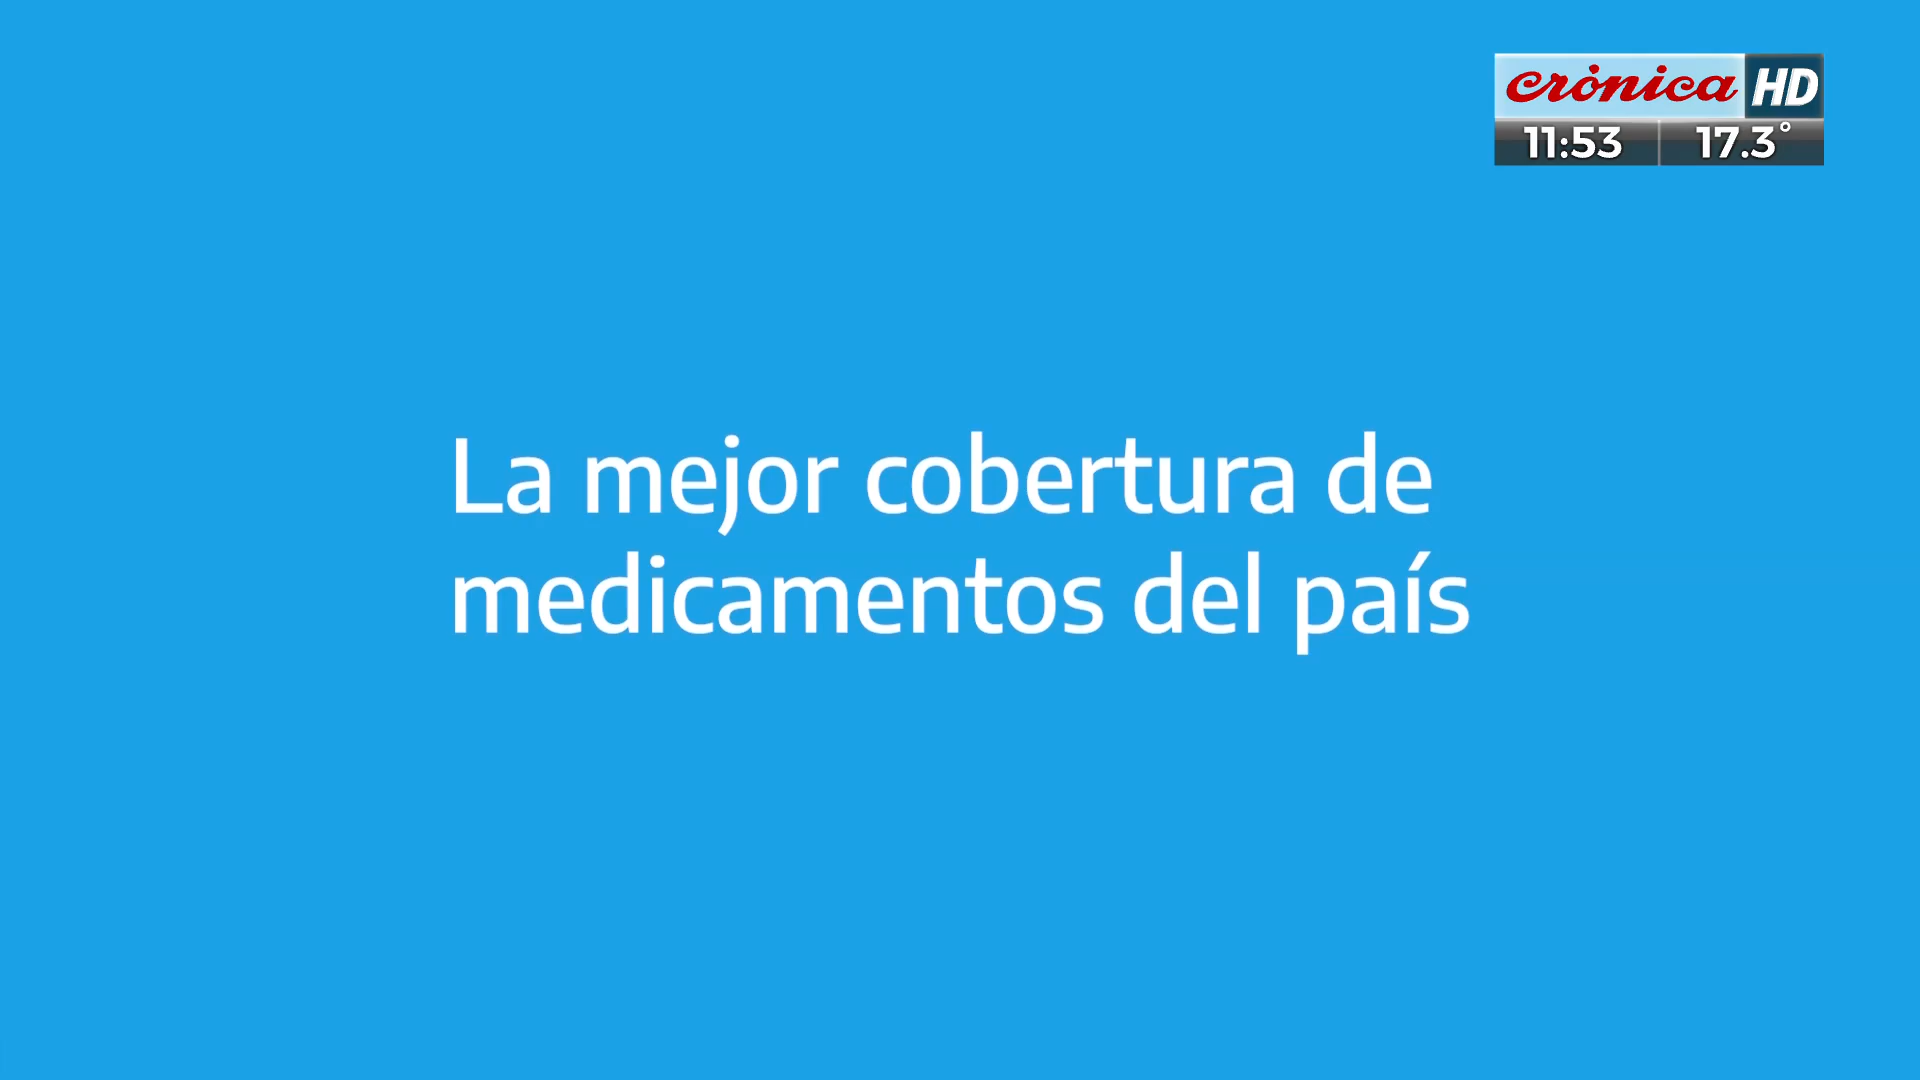 crónica HD
11:53 17.3°
La mejor cobertura de
medicamentos del país